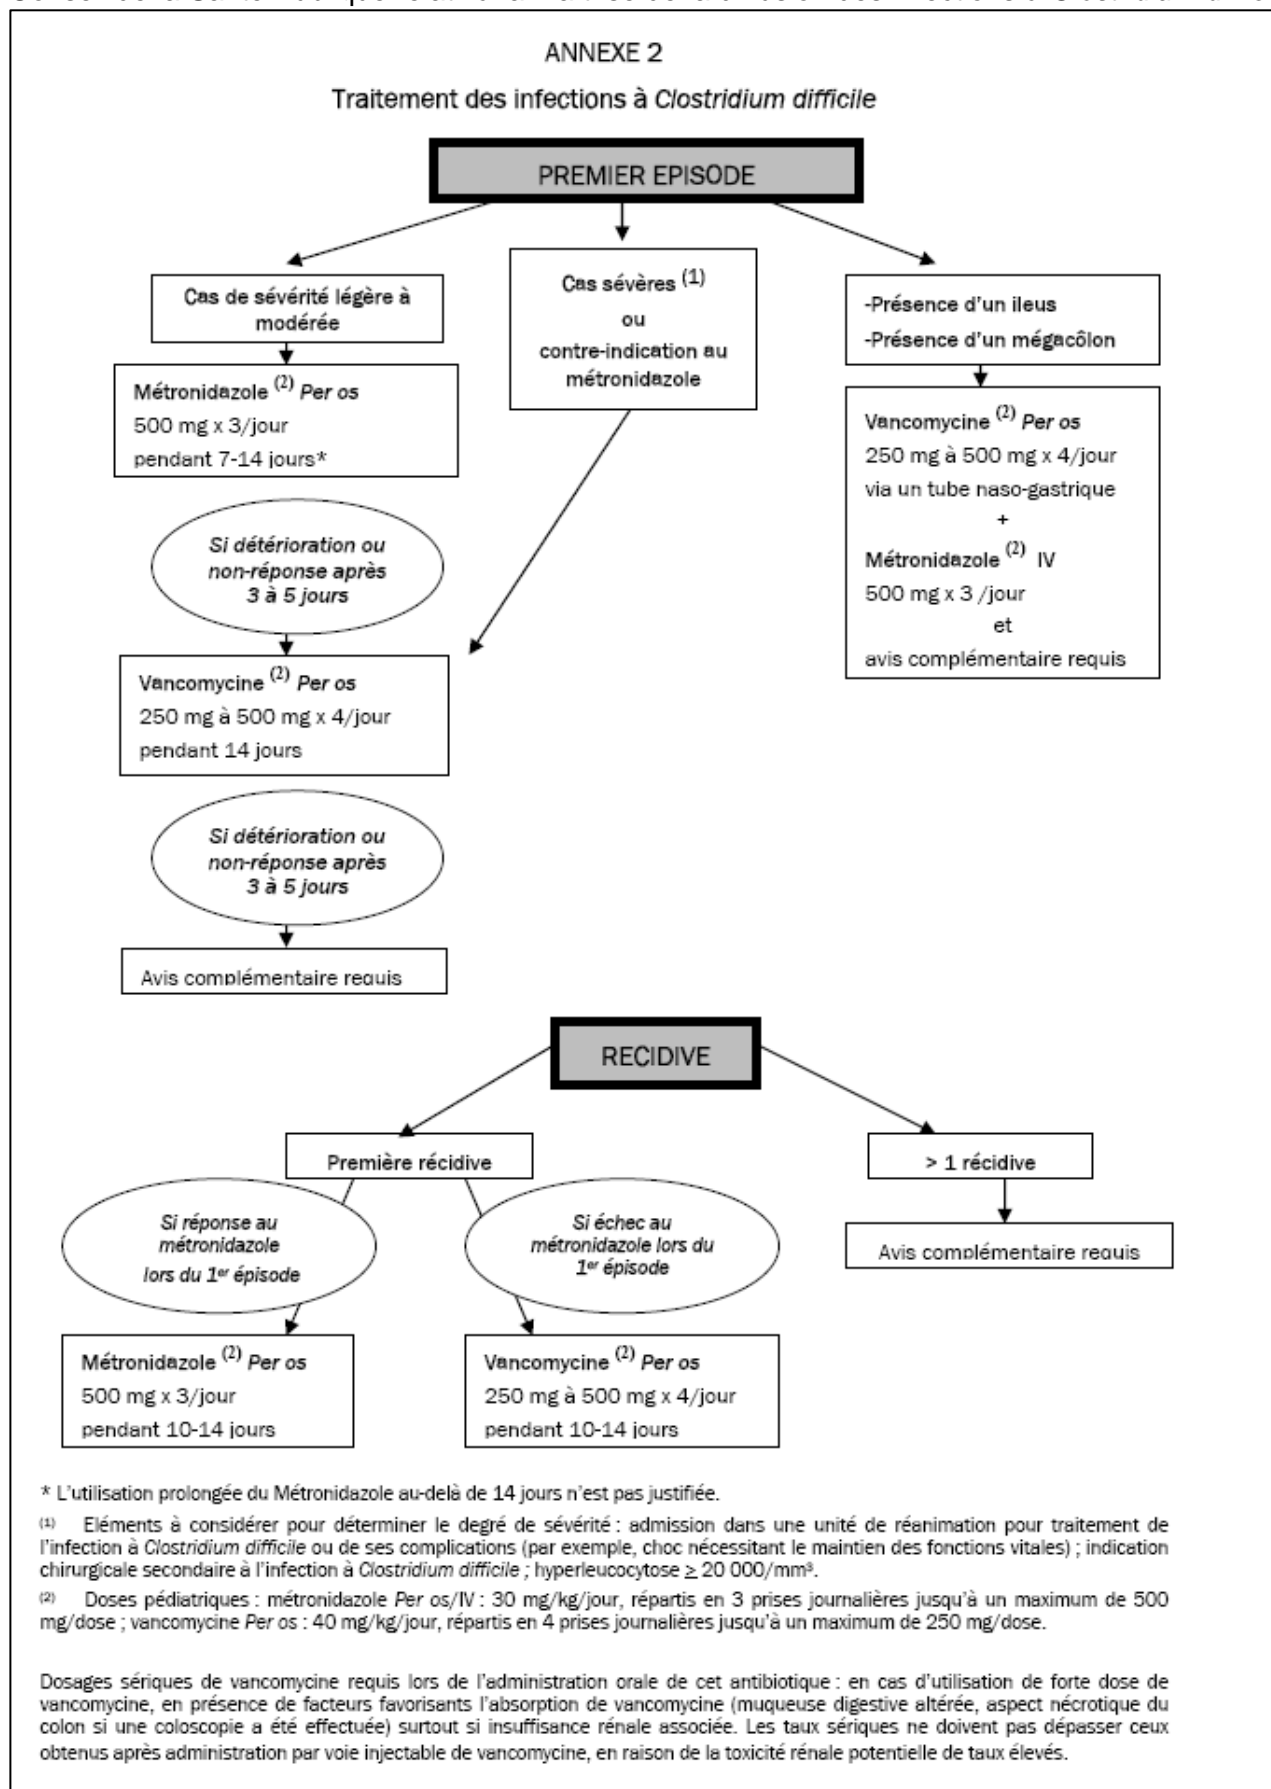 ANNEXE 2
Traitement des infections à Clostridium difficile
PREMIER EPISODE
Cas de sévérité légère à
modérée
Métronidazole (2) Per os
500 mg x 3/jour
pendant 7-14 jours*
Si détérioration ou
non-réponse après
3 à 5 jours
Vancomycine (2) Per os
250 mg à 500 mg x 4/jour
pendant 14 jours
Si détérioration ou
non-réponse après
3 à 5 jours
Avis complémentaire requis
Cas sévères (1)
ou
contre-indication au
métronidazole
-Présence d'un ileus
-Présence d'un mégacôlon
Vancomycine (2) Per os
250 mg à 500 mg x 4/jour
via un tube naso-gastrique
+
Métronidazole (2) IV
500 mg x 3 /jour
et
avis complémentaire requis
RECIDIVE
Première récidive
Si réponse au
métronidazole
lors du 1er épisode
Métronidazole (2) Per os
500 mg x 3/jour
pendant 10-14 jours
Si échec au
métronidazole lors du
1er épisode
Vancomycine (2) Per os
250 mg à 500 mg x 4/jour
pendant 10-14 jours
> 1 récidive
Avis complémentaire requis
* L'utilisation prolongée du Métronidazole au-delà de 14 jours n'est pas justifiée.
(1) Eléments à considérer pour déterminer le degré de sévérité : admission dans une unité de réanimation pour traitement de
l'infection à Clostridium difficile ou de ses complications (par exemple, choc nécessitant le maintien des fonctions vitales) ; indication
chirurgicale secondaire à l'infection à Clostridium difficile ; hyperleucocytose ≥ 20 000/mm³.
(2) Doses pédiatriques : métronidazole Per os/IV : 30 mg/kg/jour, répartis en 3 prises journalières jusqu'à un maximum de 500
mg/dose ; vancomycine Per os : 40 mg/kg/jour, répartis en 4 prises journalières jusqu'à un maximum de 250 mg/dose.
Dosages sériques de vancomycine requis lors de l'administration orale de cet antibiotique : en cas d'utilisation de forte dose de
vancomycine, en présence de facteurs favorisants l'absorption de vancomycine (muqueuse digestive altérée, aspect nécrotique du
colon si une coloscopie a été effectuée) surtout si insuffisance rénale associée. Les taux sériques ne doivent pas dépasser ceux
obtenus après administration par voie injectable de vancomycine, en raison de la toxicité rénale potentielle de taux élevés.